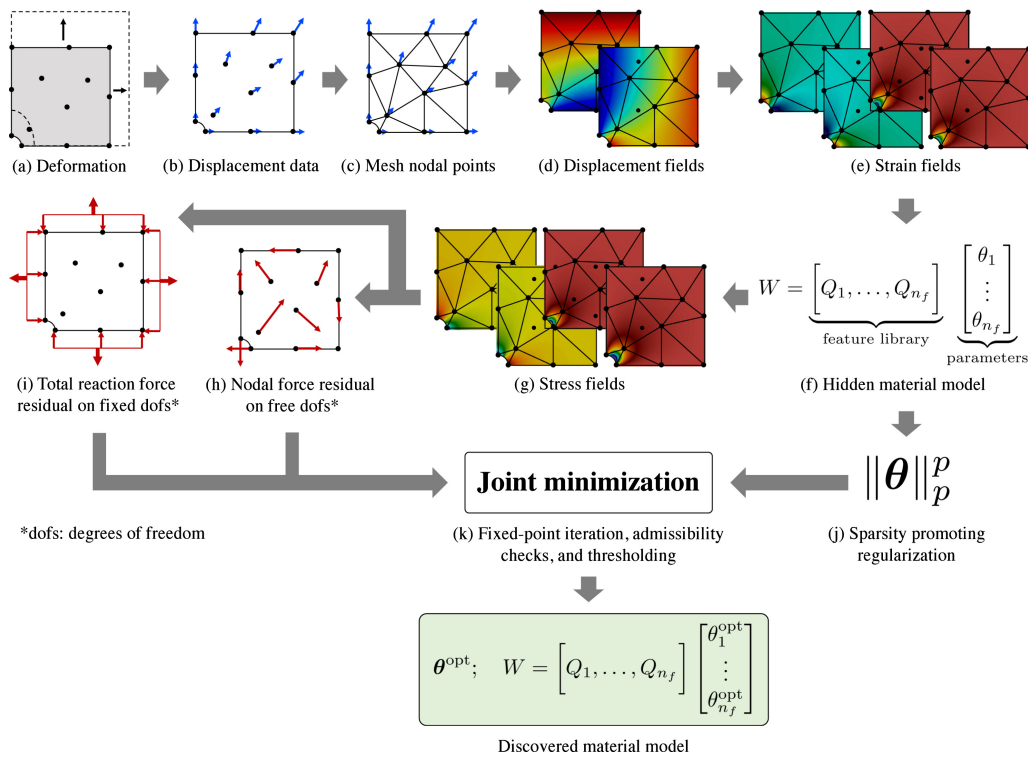 (a) Deformation
(b) Displacement data
(c) Mesh nodal points
(d) Displacement fields
(e) Strain fields
W = [Q_1, . . . , Q_{n_f}] [θ_1 ⋮ θ_{n_f}]
feature library
parameters
(f) Hidden material model
(g) Stress fields
(h) Nodal force residual
on free dofs*
(i) Total reaction force
residual on fixed dofs*
‖θ‖_p^p
(j) Sparsity promoting
regularization
Joint minimization
(k) Fixed-point iteration, admissibility
checks, and thresholding
*dofs: degrees of freedom
θ^opt; W = [Q_1, . . . , Q_{n_f}] [θ_1^opt ⋮ θ_{n_f}^opt]
Discovered material model